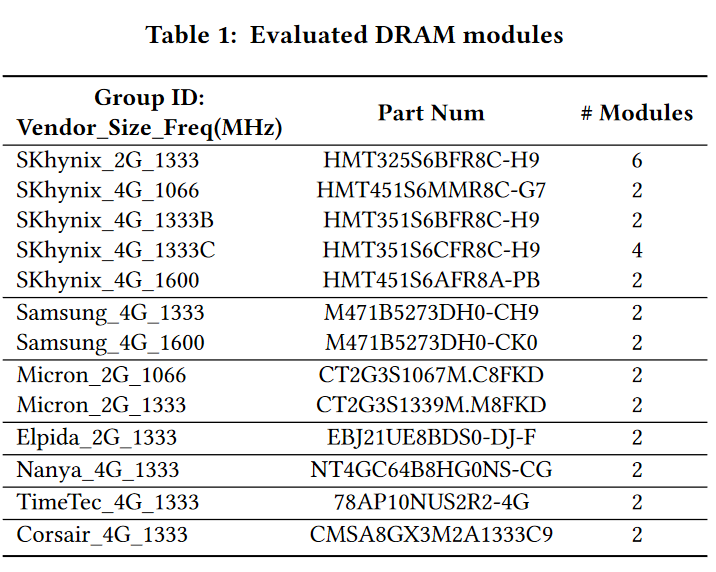 Table 1: Evaluated DRAM modules
Group ID:
Vendor_Size_Freq(MHz) Part Num # Modules
SKhynix_2G_1333 HMT325S6BFR8C-H9 6
SKhynix_4G_1066 HMT451S6MMR8C-G7 2
SKhynix_4G_1333B HMT351S6BFR8C-H9 2
SKhynix_4G_1333C HMT351S6CFR8C-H9 4
SKhynix_4G_1600 HMT451S6AFR8A-PB 2
Samsung_4G_1333 M471B5273DH0-CH9 2
Samsung_4G_1600 M471B5273DH0-CK0 2
Micron_2G_1066 CT2G3S1067M.C8FKD 2
Micron_2G_1333 CT2G3S1339M.M8FKD 2
Elpida_2G_1333 EBJ21UE8BDS0-DJ-F 2
Nanya_4G_1333 NT4GC64B8HG0NS-CG 2
TimeTec_4G_1333 78AP10NUS2R2-4G 2
Corsair_4G_1333 CMSA8GX3M2A1333C9 2